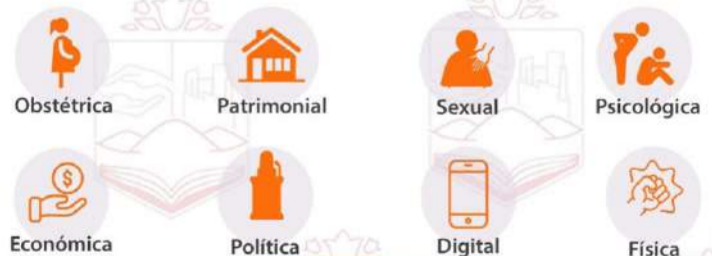 Obstétrica
Patrimonial
Sexual
Psicológica
$
Económica
Política
Digital
Física